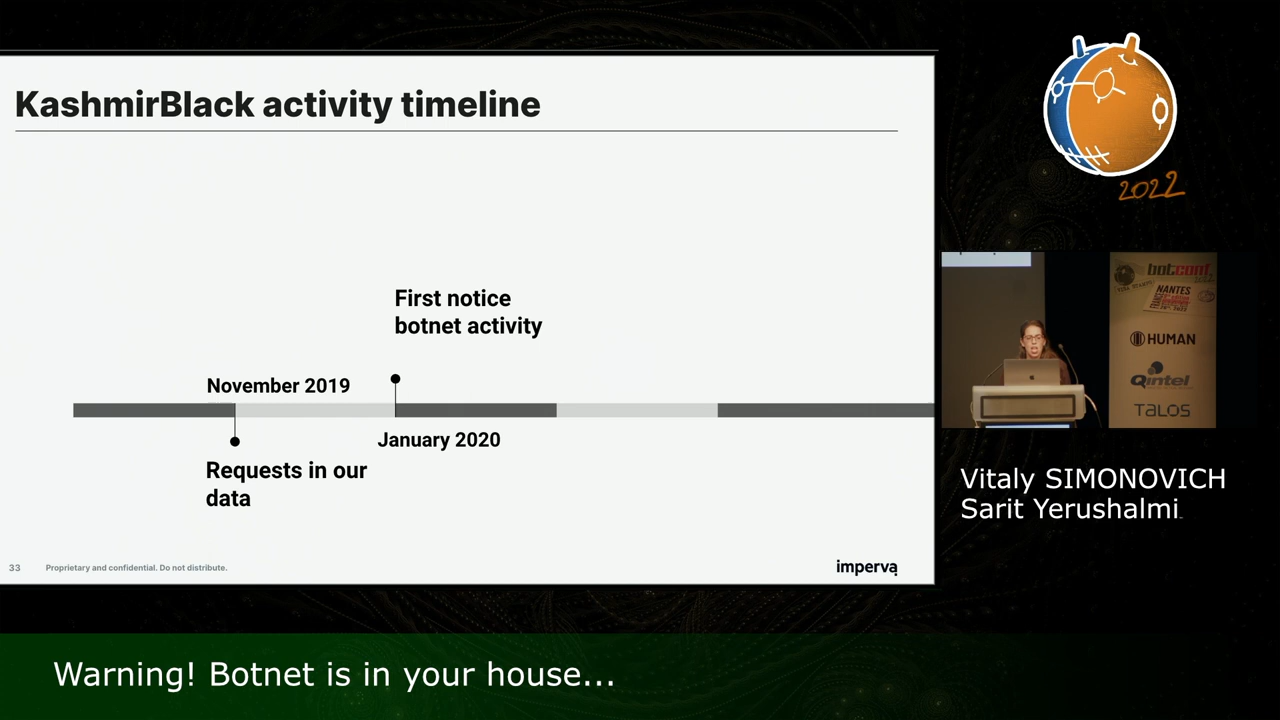 KashmirBlack activity timeline
First notice
botnet activity
November 2019
January 2020
Requests in our
data
33
Proprietary and confidential. Do not distribute.
imperva
2022
botconf
2022
NANTES
HUMAN
Qintel
TALOS
Vitaly SIMONOVICH
Sarit Yerushalmi
Warning! Botnet is in your house...